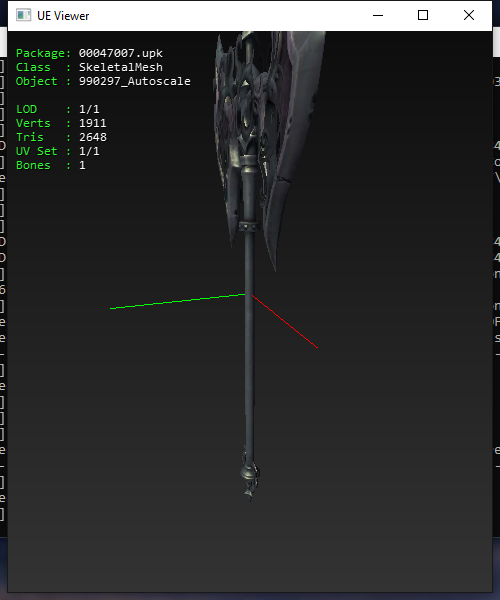 UE Viewer
Package: 00047007.upk
Class  : SkeletalMesh
Object : 990297_Autoscale
LOD    : 1/1
Verts  : 1911
Tris   : 2648
UV Set : 1/1
Bones  : 1